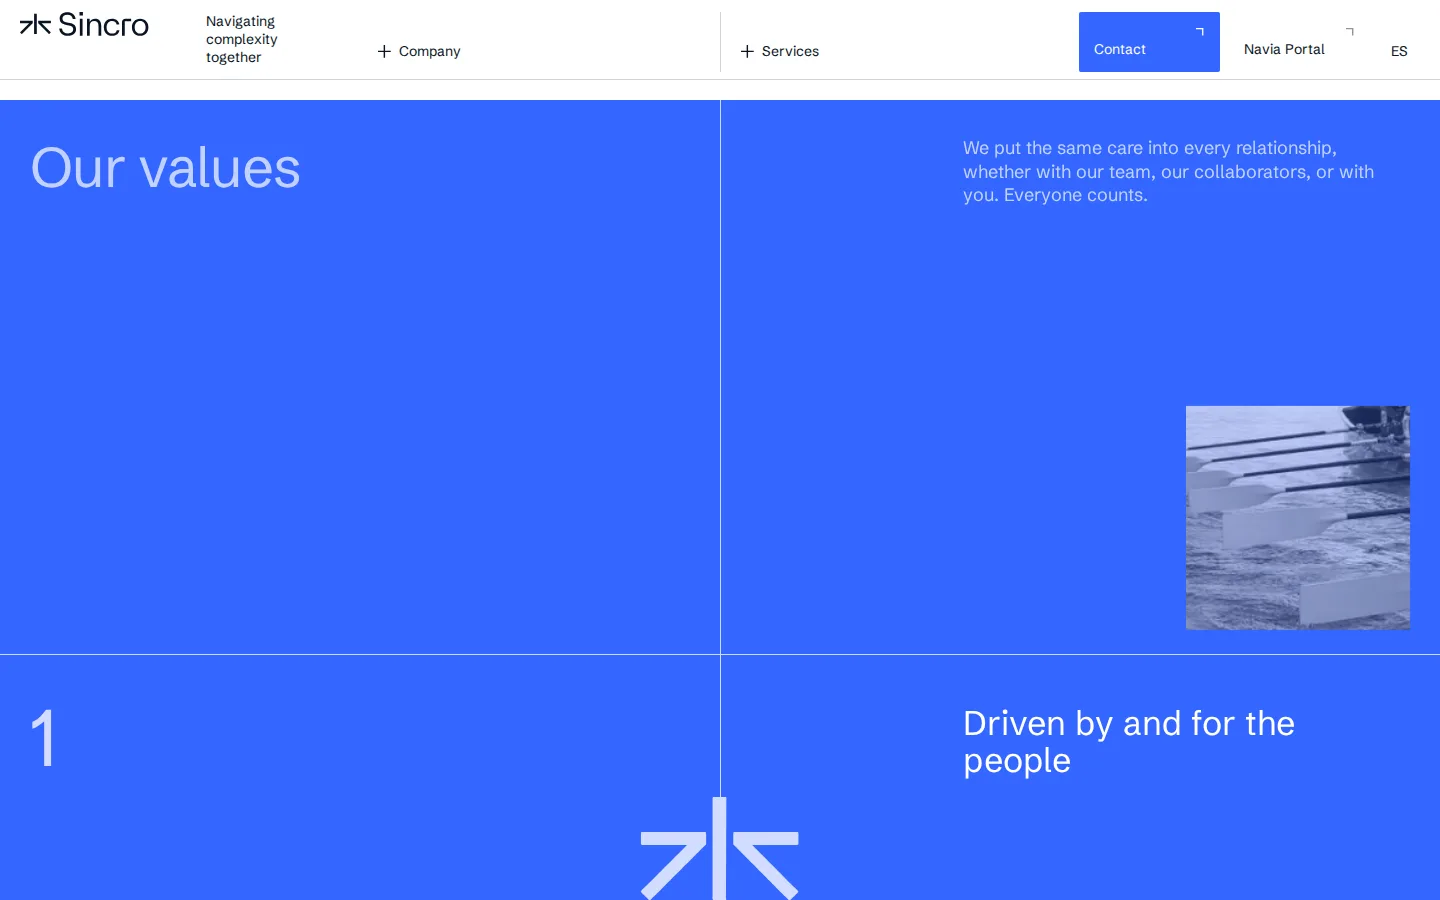 Sincro
Navigating
complexity
together
Company
Services
Contact
Navia Portal
ES
Our values
We put the same care into every relationship,
whether with our team, our collaborators, or with
you. Everyone counts.
1
Driven by and for the
people